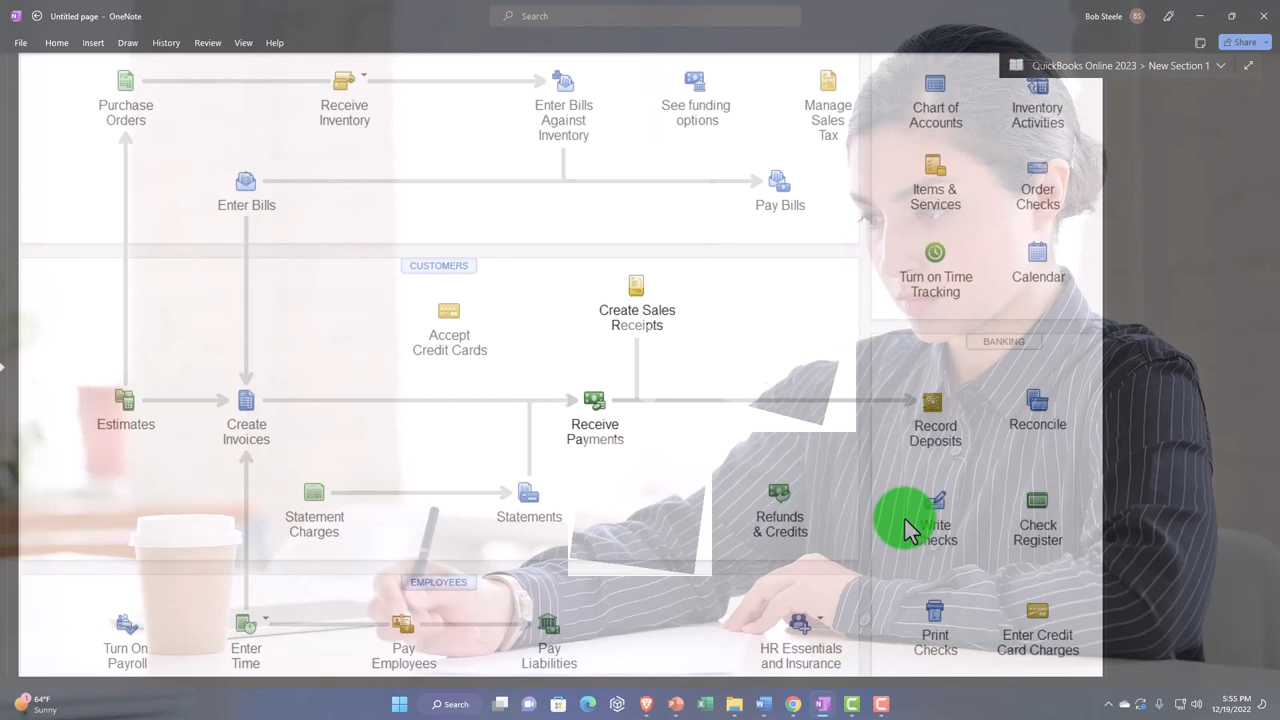 Untitled page - OneNote
Search
Bob Steele
BS
File
Home
Insert
Draw
History
Review
View
Help
Share
QuickBooks Online 2023 > New Section 1
Purchase
Orders
Receive
Inventory
Enter Bills
Against
Inventory
See funding
options
Manage
Sales
Tax
Chart of
Accounts
Inventory
Activities
Enter Bills
Pay Bills
Items &
Services
Order
Checks
CUSTOMERS
Turn on Time
Tracking
Calendar
Create Sales
Receipts
Accept
Credit Cards
BANKING
Estimates
Create
Invoices
Receive
Payments
Record
Deposits
Reconcile
Statement
Charges
Statements
Refunds
& Credits
Write
Checks
Check
Register
EMPLOYEES
Turn On
Payroll
Enter
Time
Pay
Employees
Pay
Liabilities
HR Essentials
and Insurance
Print
Checks
Enter Credit
Card Charges
1
64°F
Sunny
Search
5:55 PM
12/19/2022